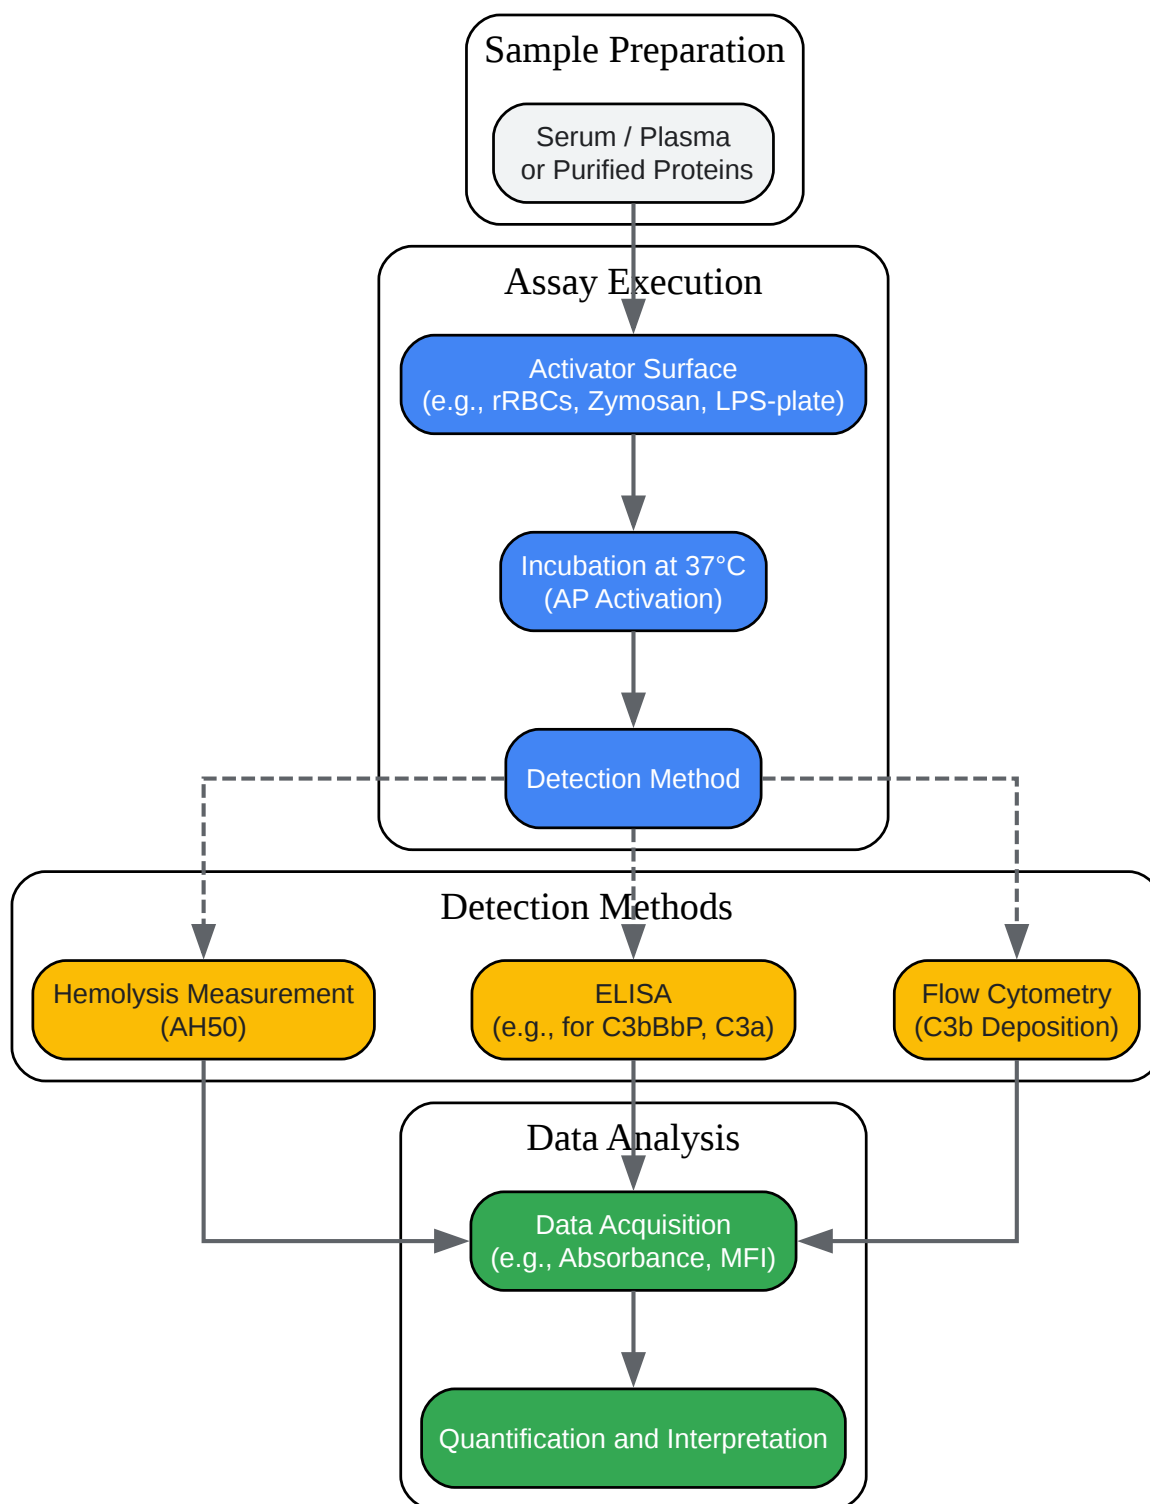 Sample Preparation
Serum / Plasma
or Purified Proteins
Assay Execution
Activator Surface
(e.g., rRBCs, Zymosan, LPS-plate)
Incubation at 37°C
(AP Activation)
Detection Method
Detection Methods
Hemolysis Measurement
(AH50)
ELISA
(e.g., for C3bBbP, C3a)
Flow Cytometry
(C3b Deposition)
Data Analysis
Data Acquisition
(e.g., Absorbance, MFI)
Quantification and Interpretation